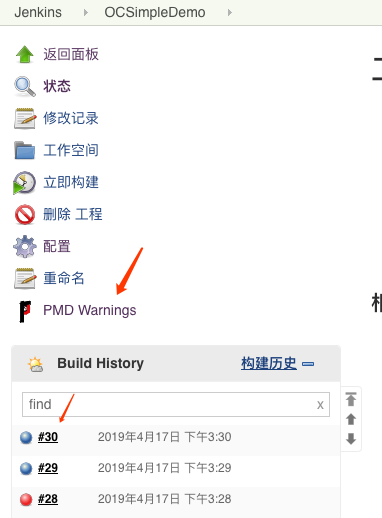 Jenkins OCSimpleDemo
返回面板
状态
修改记录
工作空间
立即构建
删除 工程
配置
重命名
PMD Warnings
Build History 构建历史
find x
#30 2019年4月17日 下午3:30
#29 2019年4月17日 下午3:29
#28 2019年4月17日 下午3:28